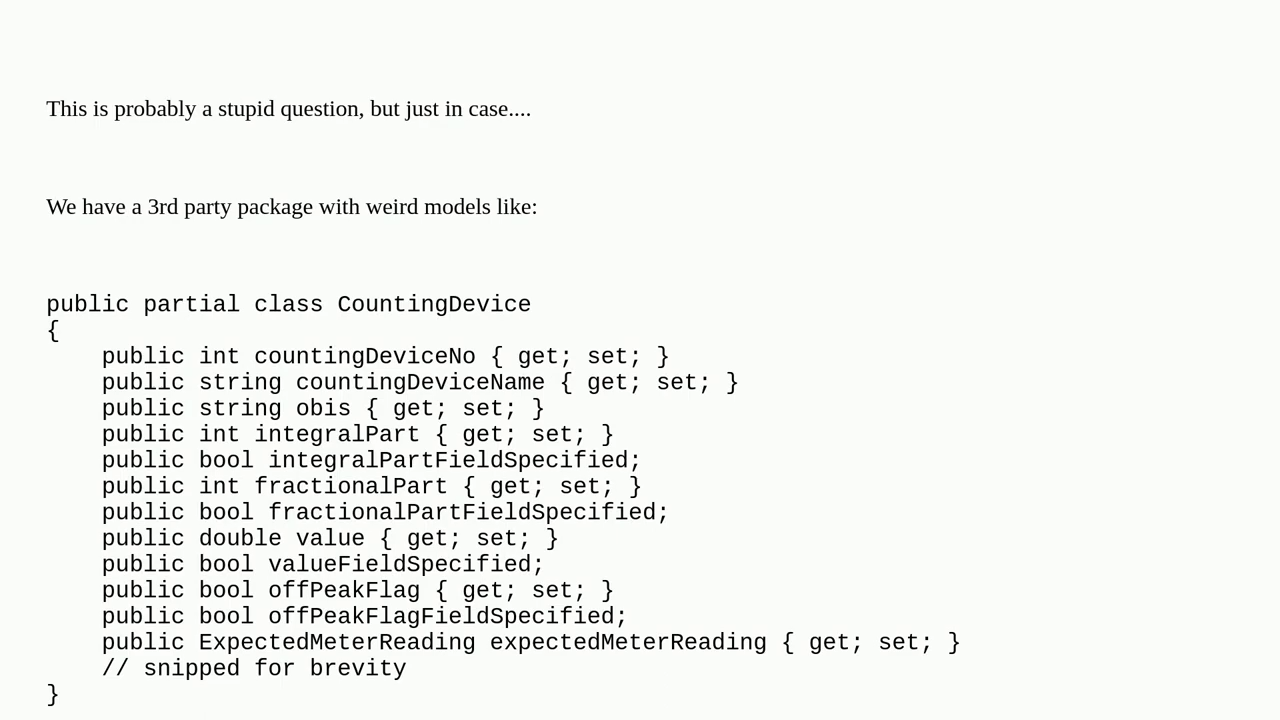 This is probably a stupid question, but just in case....
We have a 3rd party package with weird models like:
public partial class CountingDevice
{
    public int countingDeviceNo { get; set; }
    public string countingDeviceName { get; set; }
    public string obis { get; set; }
    public int integralPart { get; set; }
    public bool integralPartFieldSpecified;
    public int fractionalPart { get; set; }
    public bool fractionalPartFieldSpecified;
    public double value { get; set; }
    public bool valueFieldSpecified;
    public bool offPeakFlag { get; set; }
    public bool offPeakFlagFieldSpecified;
    public ExpectedMeterReading expectedMeterReading { get; set; }
    // snipped for brevity
}